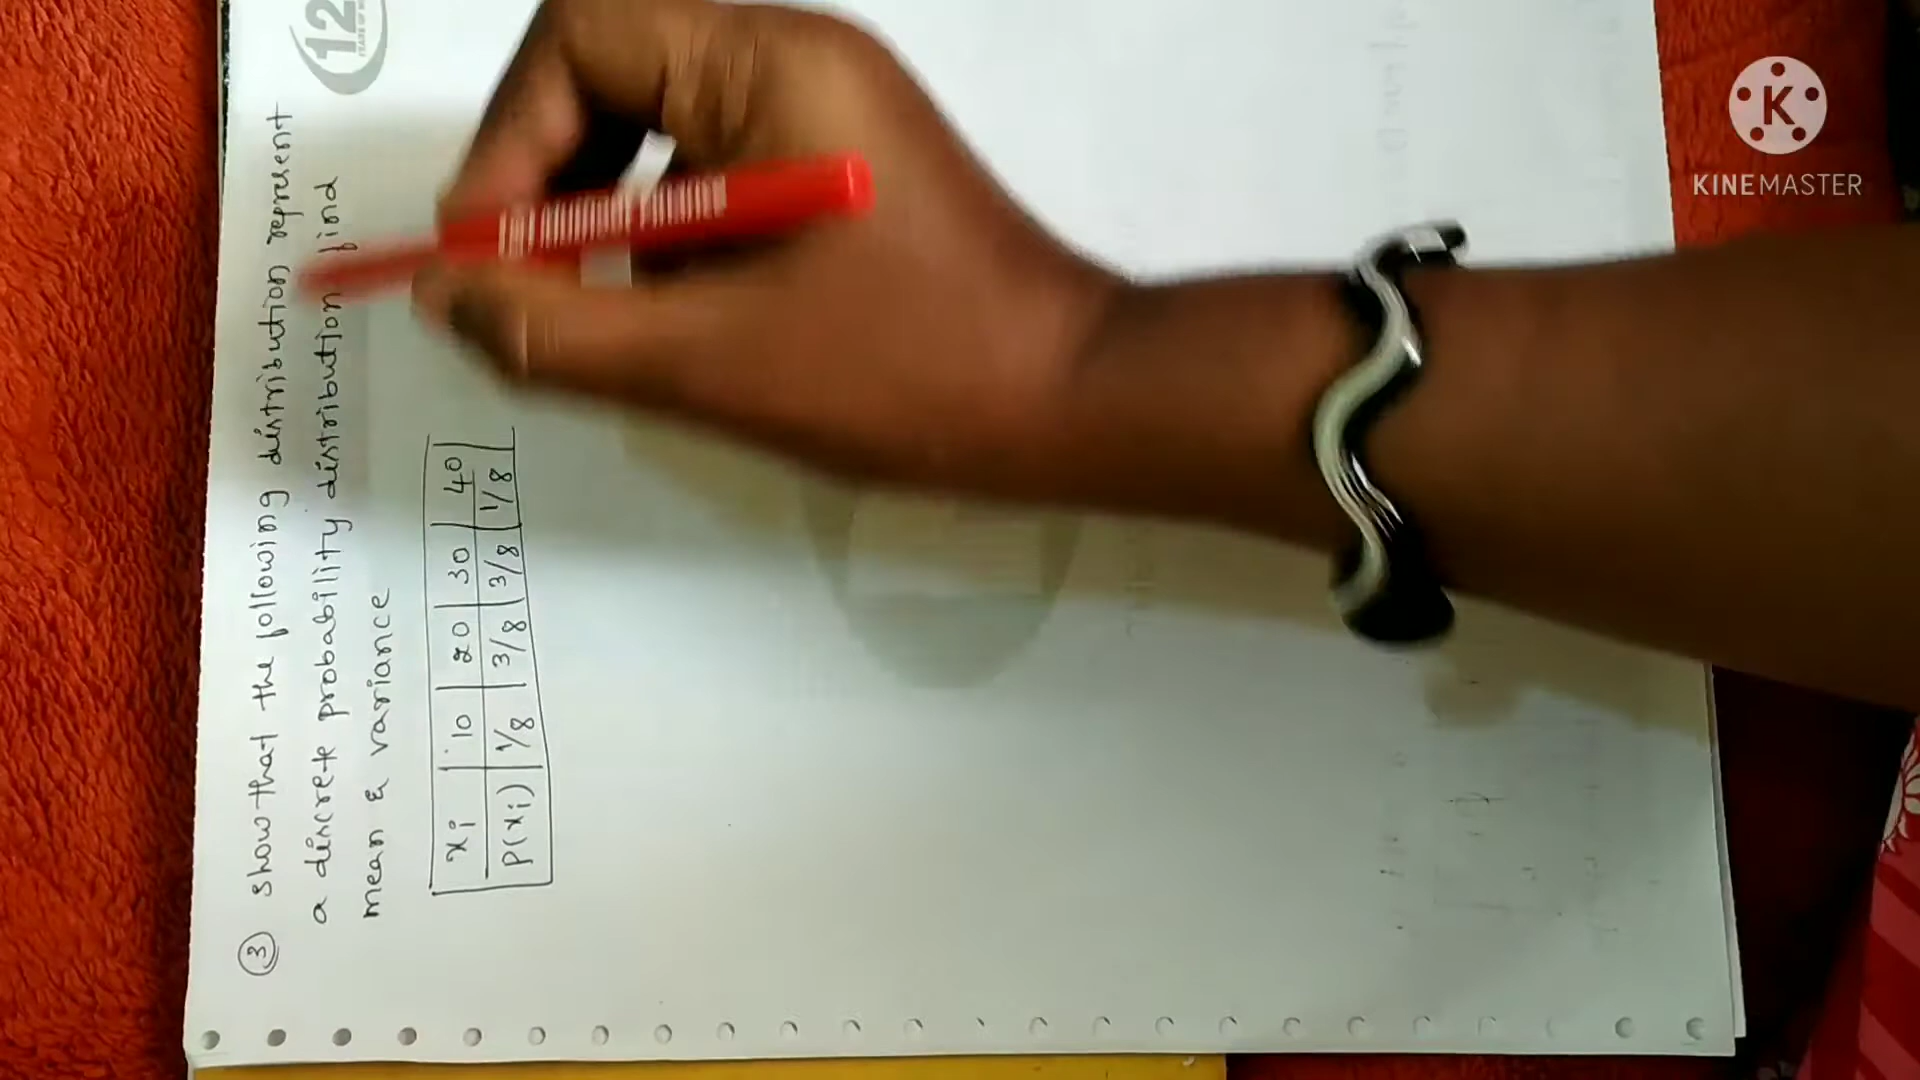 ③ show that the following distribution represent
a discrete probability distribution find
mean & variance
xi | 10 | 20 | 30 | 40
P(xi) | 1/8 | 3/8 | 3/8 | 1/8
12
KINEMASTER